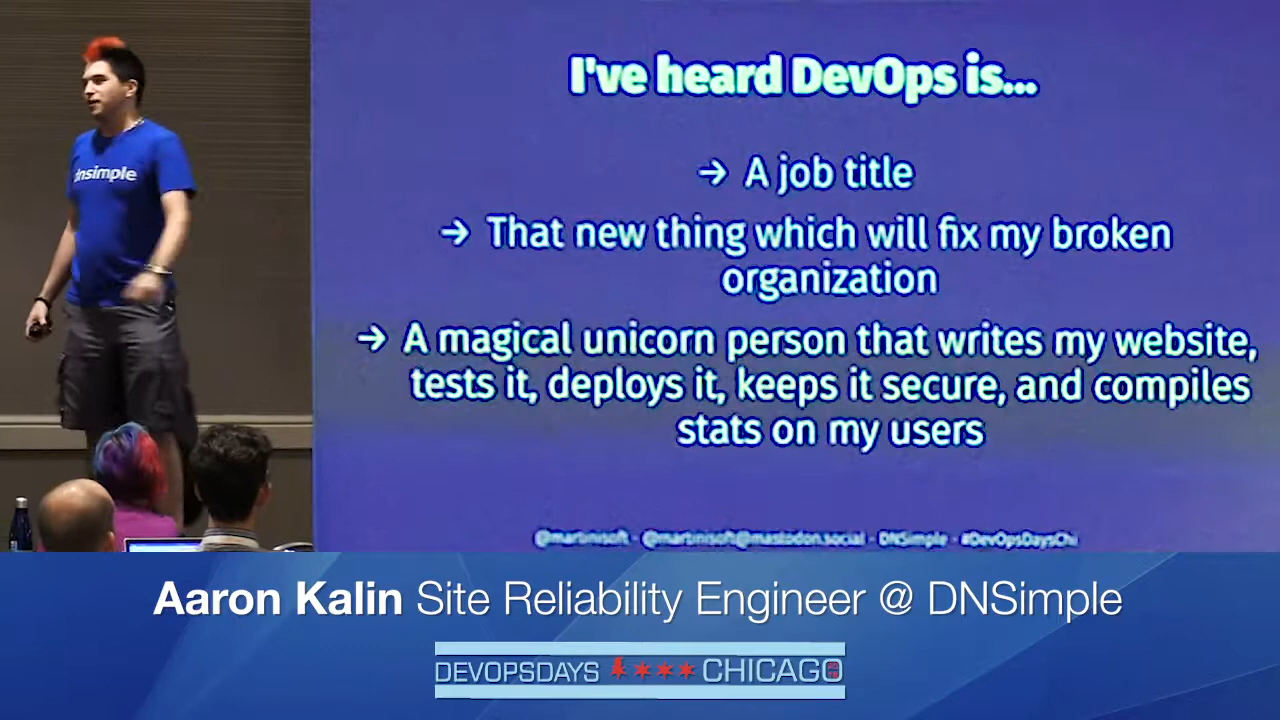 dnsimple
I've heard DevOps is...
→ A job title
→ That new thing which will fix my broken
organization
→ A magical unicorn person that writes my website,
tests it, deploys it, keeps it secure, and compiles
stats on my users
@martinisoft - @martinisoft@mastodon.social - DNSimple - #DevOpsDaysChi
Aaron Kalin Site Reliability Engineer @ DNSimple
DEVOPSDAYS CHICAGO